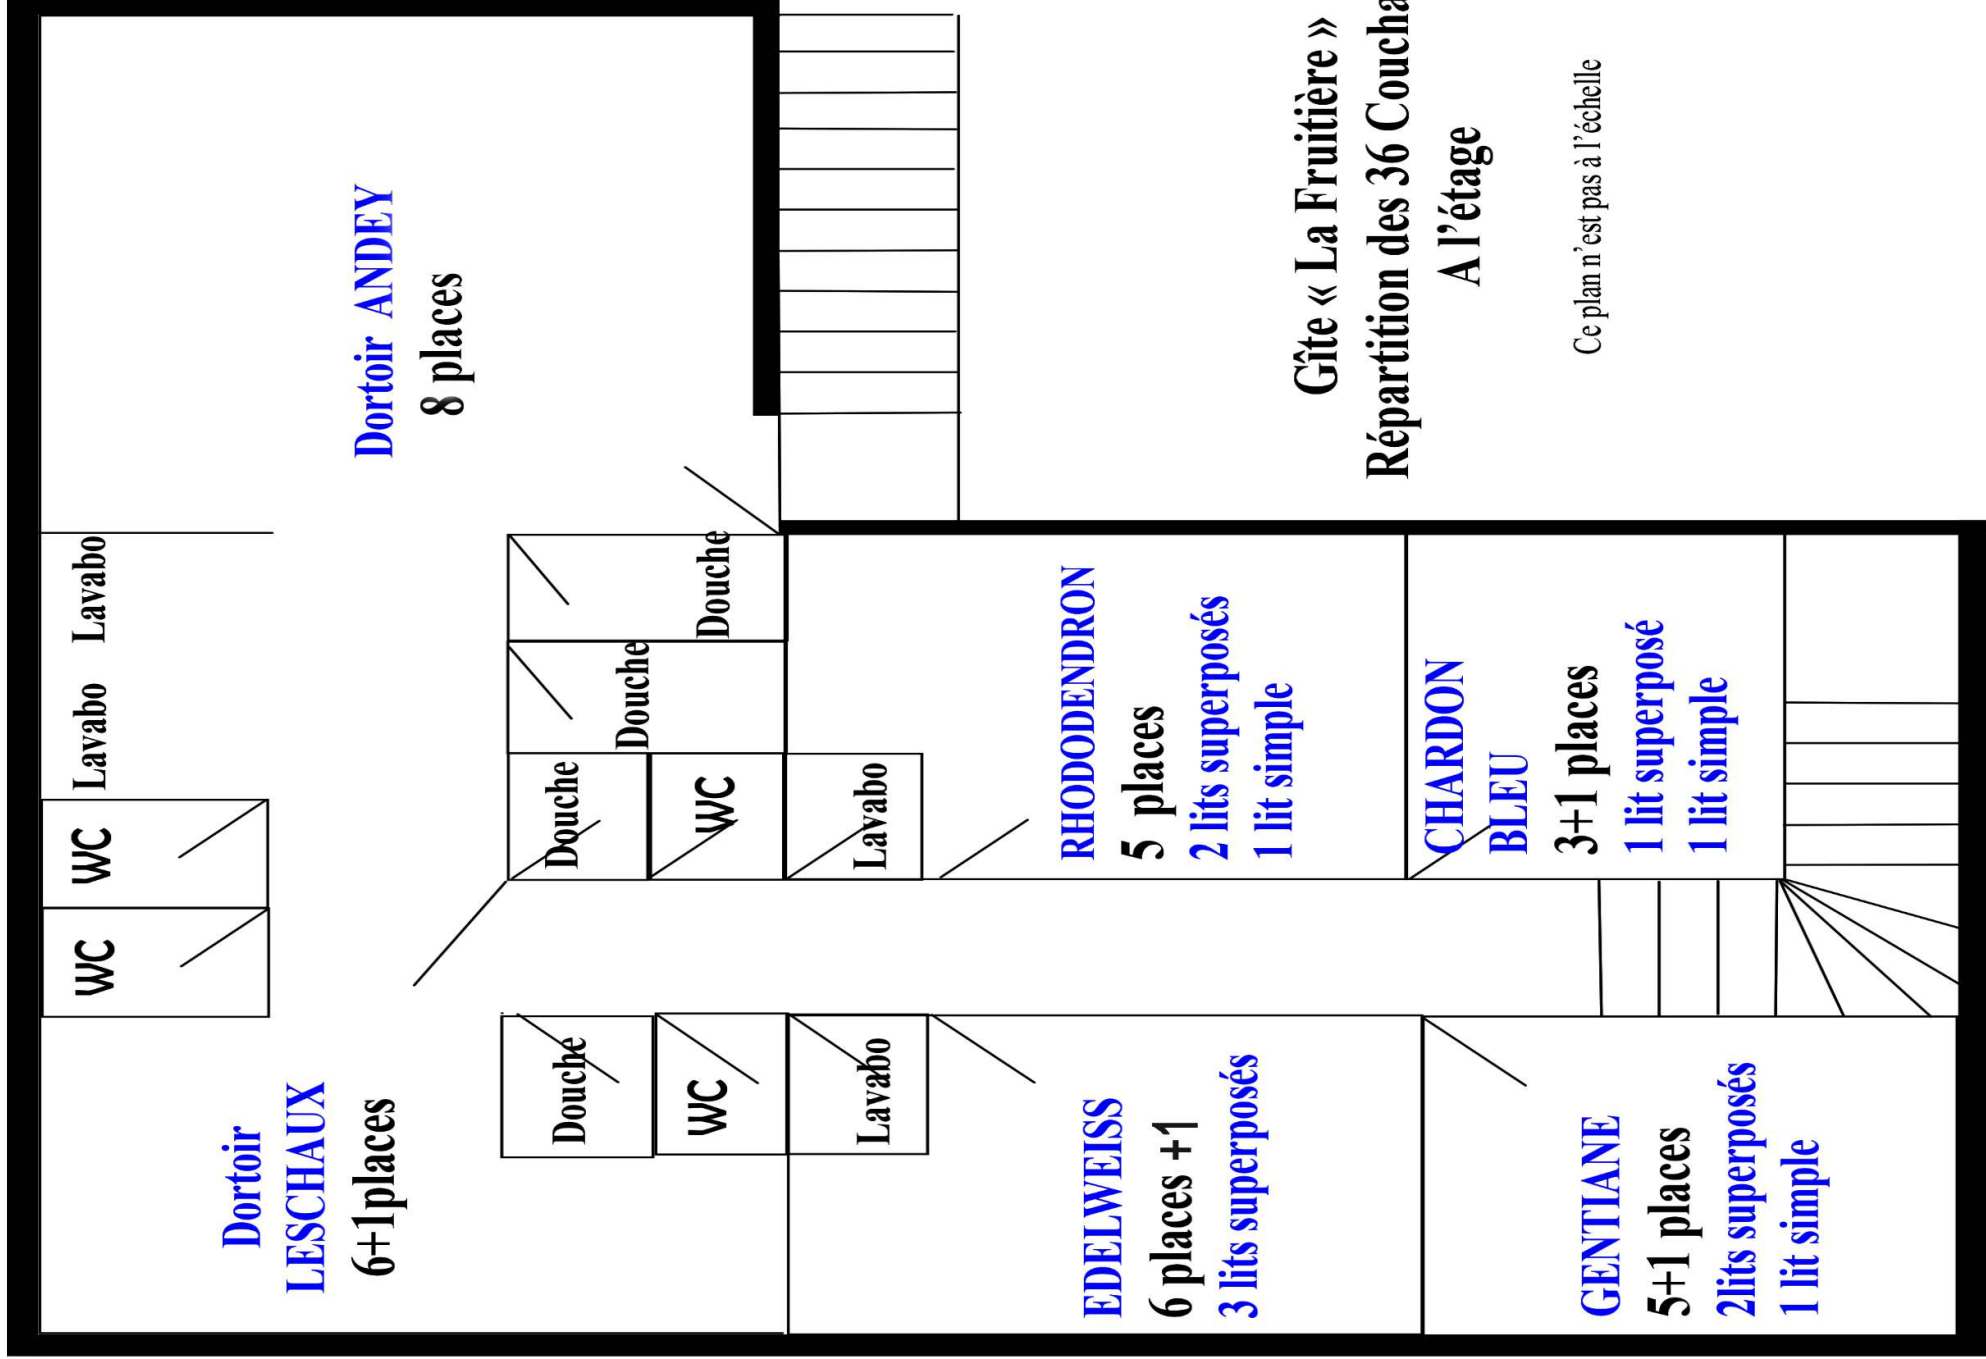 Gîte « La Fruitière »
Répartition des 36
A l'étage
Ce plan n'est pas à l'échelle
Dortoir ANDEY
8 places
Lavabo
Lavabo
WC
WC
Douche
Douche
Douche
WC
Lavabo
RHODODENDRON
5 places
2 lits superposés
1 lit simple
CHARDON
BLEU
3+1 places
1 lit superposé
1 lit simple
Dortoir
LESCHAUX
6+1places
Douche
WC
Lavabo
EDELWEISS
6 places +1
3 lits superposés
GENTIANE
5+1 places
2lits superposés
1 lit simple